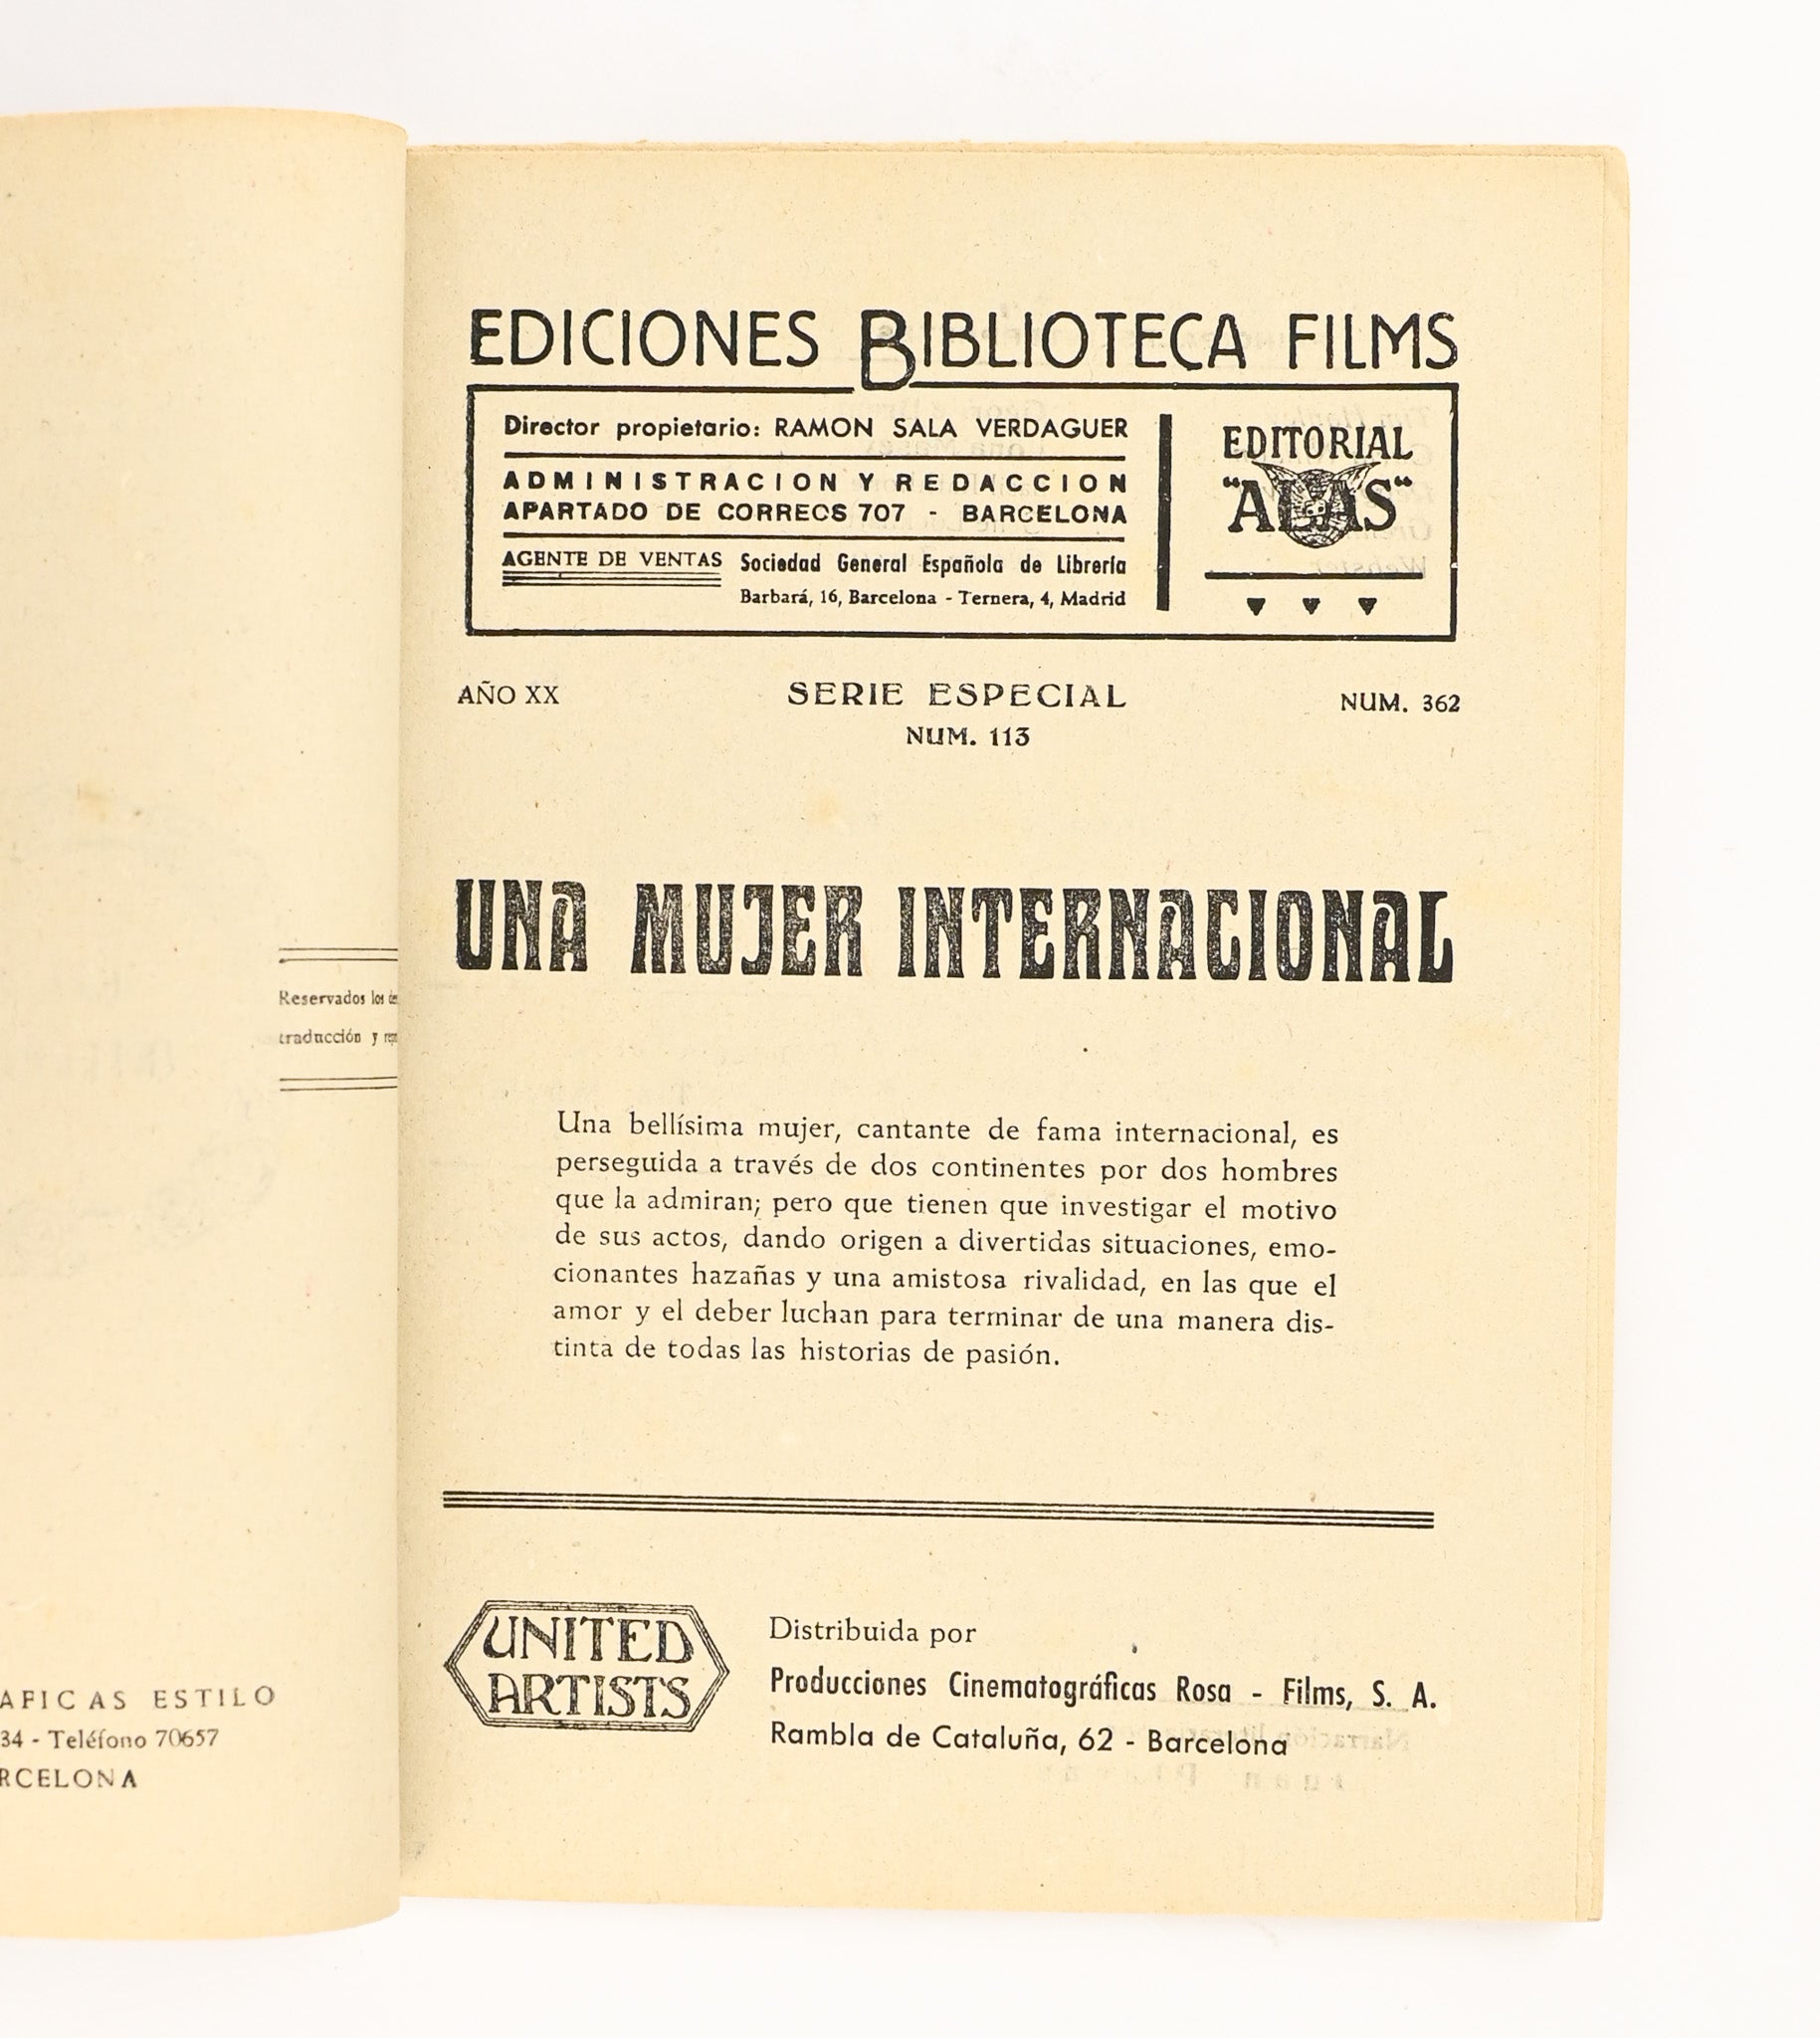 Reservados los
traducción y
AFICAS ESTILO
34 - Teléfono 70657
RCELONA
EDICIONES BIBLIOTECA FILMS
Director propietario: RAMON SALA VERDAGUER
ADMINISTRACION Y REDACCION
APARTADO DE CORREOS 707 - BARCELONA
AGENTE DE VENTAS Sociedad General Española de Librería
Barbará, 16, Barcelona - Ternera, 4, Madrid
EDITORIAL
"ALAS"
AÑO XX SERIE ESPECIAL NUM. 362
NUM. 113
UNA MUJER INTERNACIONAL
Una bellísima mujer, cantante de fama internacional, es
perseguida a través de dos continentes por dos hombres
que la admiran; pero que tienen que investigar el motivo
de sus actos, dando origen a divertidas situaciones, emo-
cionantes hazañas y una amistosa rivalidad, en las que el
amor y el deber luchan para terminar de una manera dis-
tinta de todas las historias de pasión.
UNITED
ARTISTS
Distribuida por
Producciones Cinematográficas Rosa - Films, S. A.
Rambla de Cataluña, 62 - Barcelona